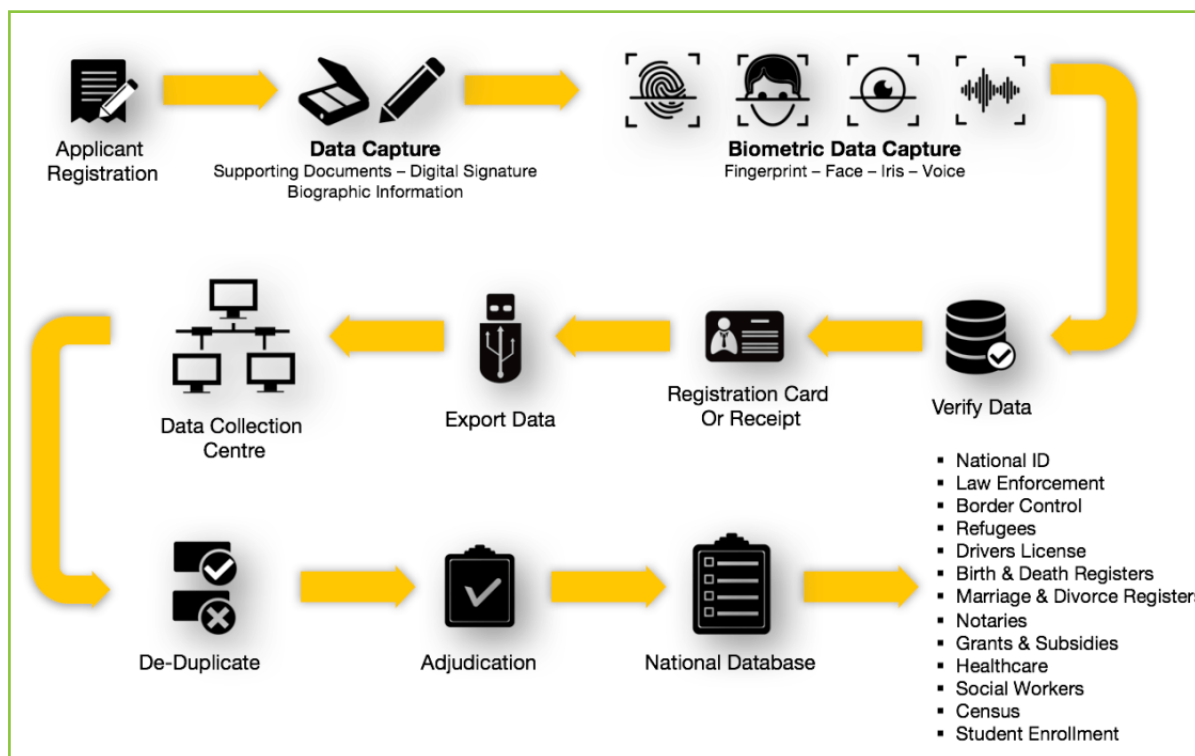 Applicant
Registration
Data Capture
Supporting Documents – Digital Signature
Biographic Information
Biometric Data Capture
Fingerprint – Face – Iris – Voice
Verify Data
Registration Card
Or Receipt
Export Data
Data Collection
Centre
De-Duplicate
Adjudication
National Database
▪ National ID
▪ Law Enforcement
▪ Border Control
▪ Refugees
▪ Drivers License
▪ Birth & Death Registers
▪ Marriage & Divorce Registers
▪ Notaries
▪ Grants & Subsidies
▪ Healthcare
▪ Social Workers
▪ Census
▪ Student Enrollment